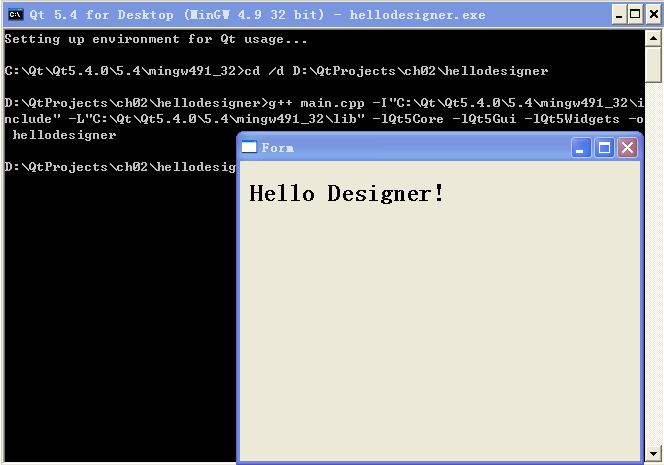 Qt 5.4 for Desktop (MinGW 4.9 32 bit) - hellodesigner.exe
Setting up environment for Qt usage...
C:\Qt\Qt5.4.0\5.4\mingw491_32>cd /d D:\QtProjects\ch02\hellodesigner
D:\QtProjects\ch02\hellodesigner>g++ main.cpp -I"C:\Qt\Qt5.4.0\5.4\mingw491_32\i
nclude" -L"C:\Qt\Qt5.4.0\5.4\mingw491_32\lib" -lQt5Core -lQt5Gui -lQt5Widgets -o
hellodesigner
D:\QtProjects\ch02\hellodesig
Form
Hello Designer!